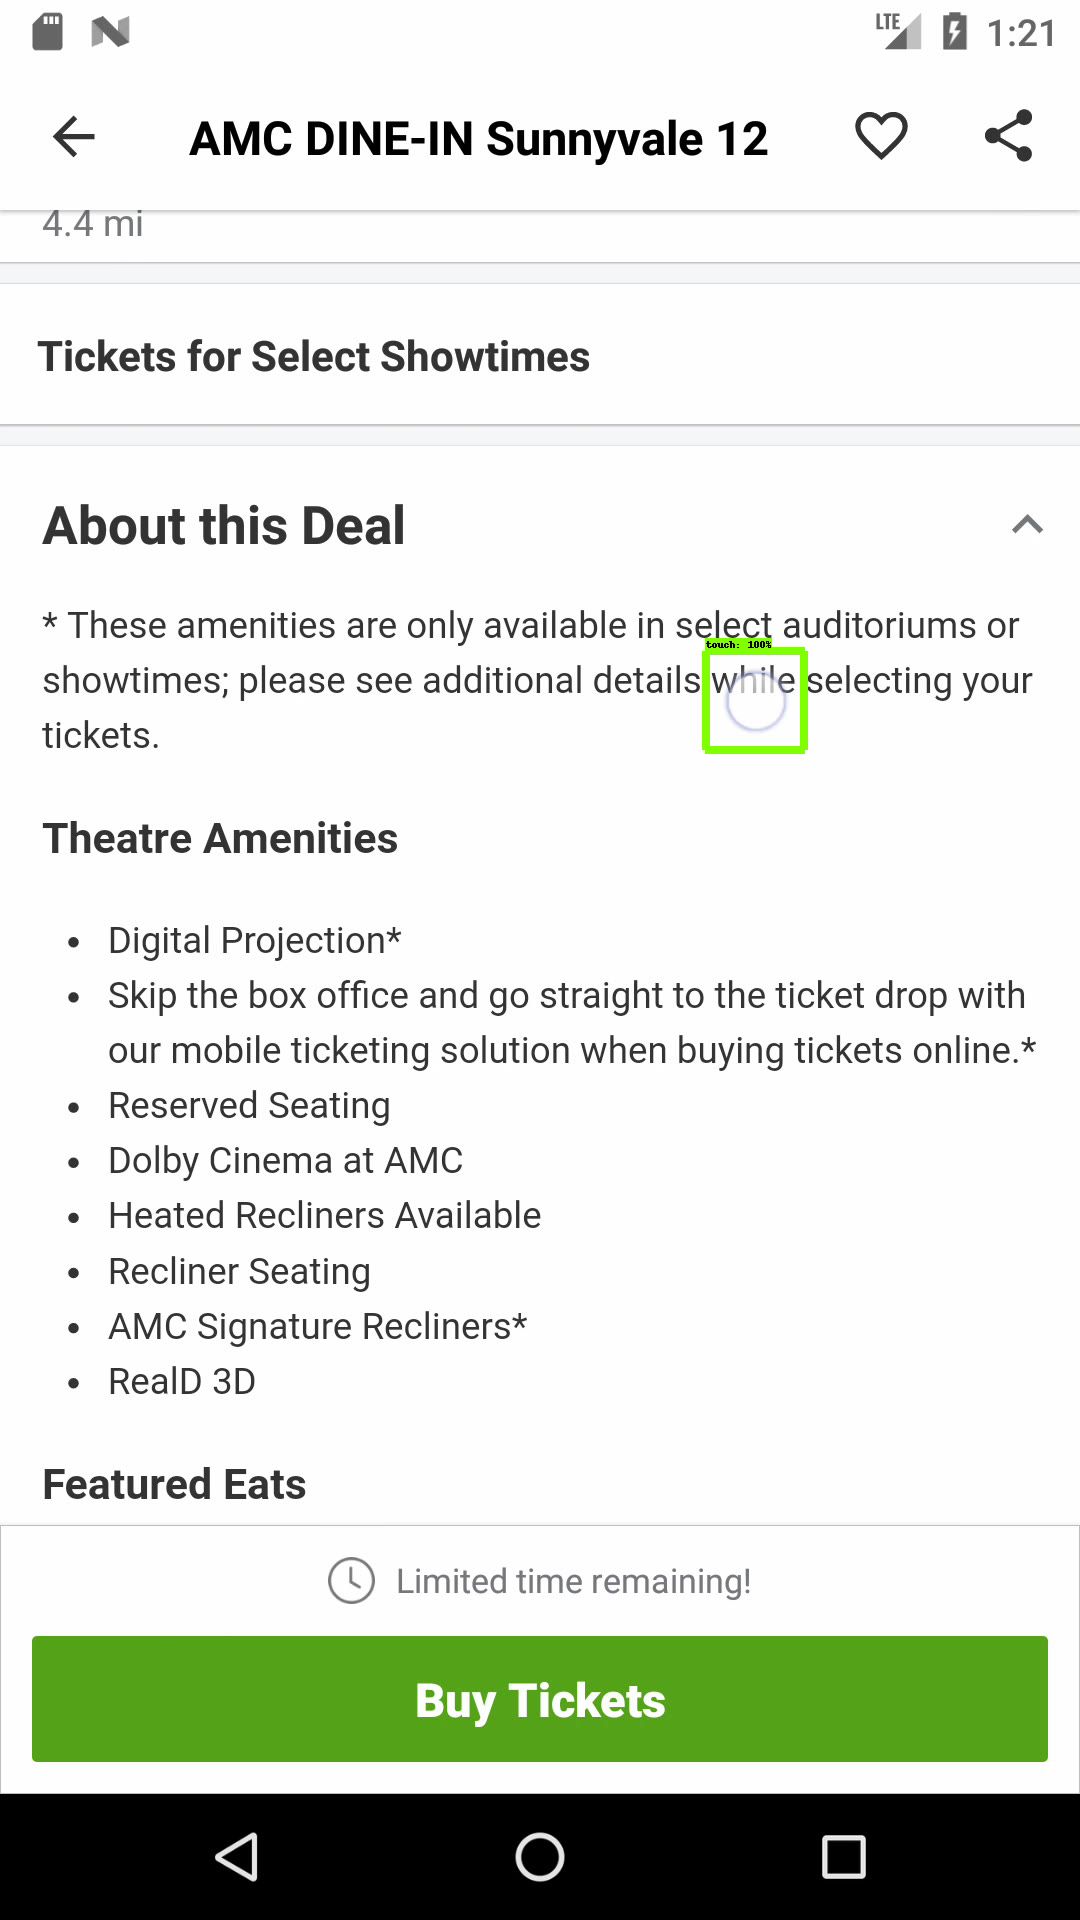 LTE 1:21
AMC DINE-IN Sunnyvale 12
4.4 mi
Tickets for Select Showtimes
About this Deal
* These amenities are only available in select auditoriums or
touch: 100%
showtimes; please see additional details while selecting your
tickets.
Theatre Amenities
• Digital Projection*
• Skip the box office and go straight to the ticket drop with
our mobile ticketing solution when buying tickets online.*
• Reserved Seating
• Dolby Cinema at AMC
• Heated Recliners Available
• Recliner Seating
• AMC Signature Recliners*
• RealD 3D
Featured Eats
Limited time remaining!
Buy Tickets